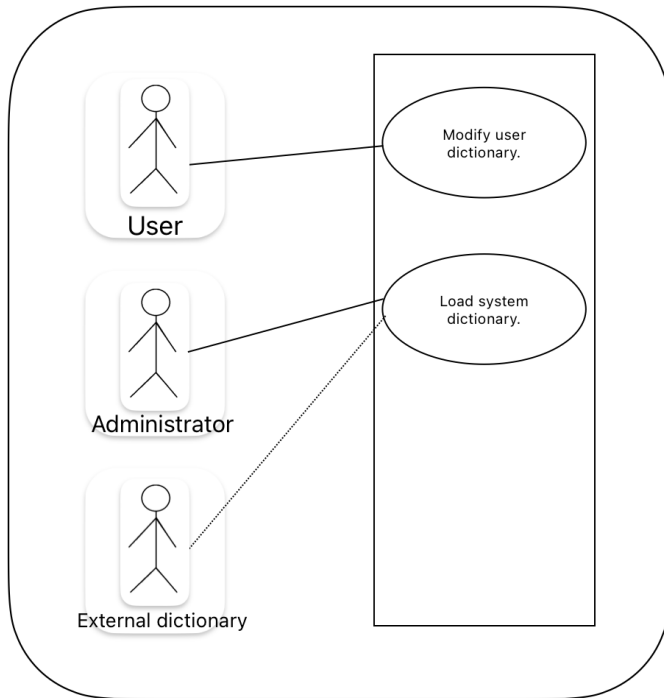 User
Modify user
dictionary.
Administrator
Load system
dictionary.
External dictionary